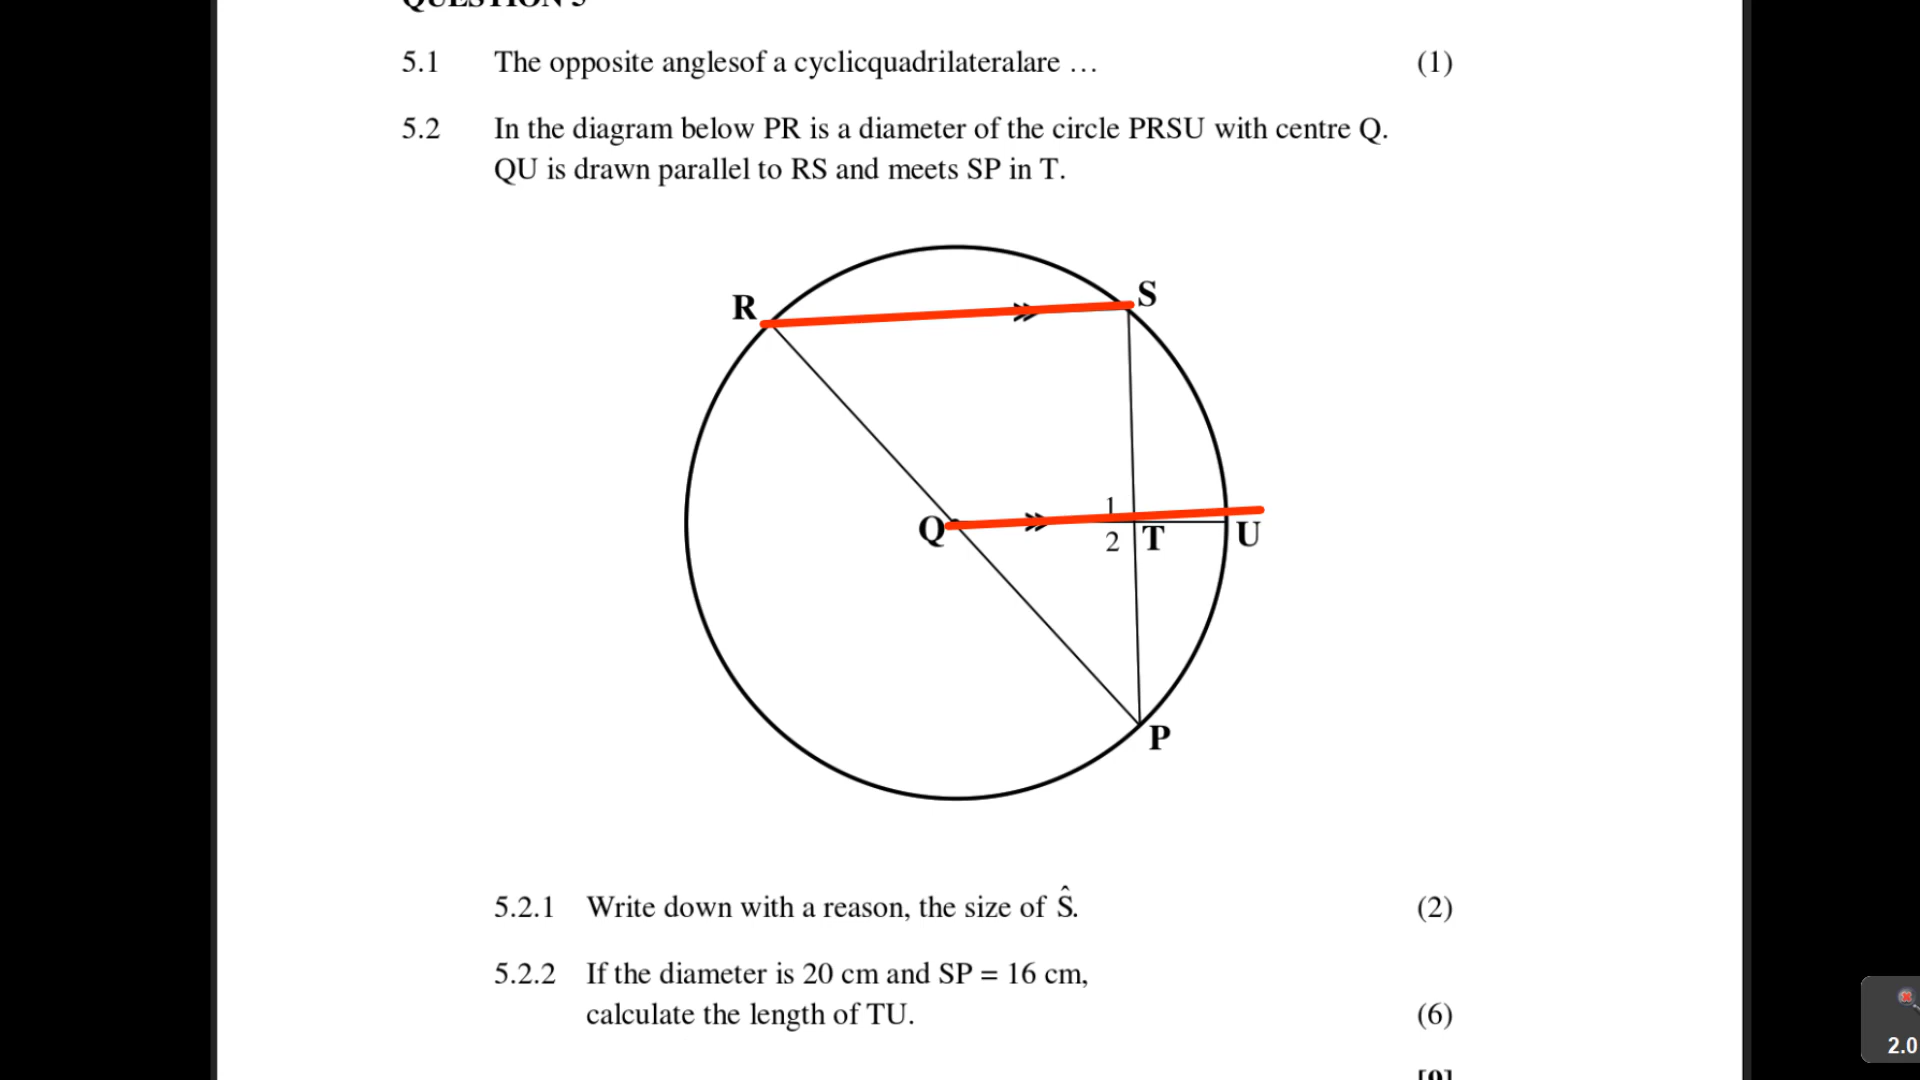 QUESTION 5
5.1 The opposite anglesof a cyclicquadrilateralare … (1)
5.2 In the diagram below PR is a diameter of the circle PRSU with centre Q.
QU is drawn parallel to RS and meets SP in T.
R
S
1
Q
2
T
U
P
5.2.1 Write down with a reason, the size of Ŝ. (2)
5.2.2 If the diameter is 20 cm and SP = 16 cm,
calculate the length of TU. (6)
[9]
2.0